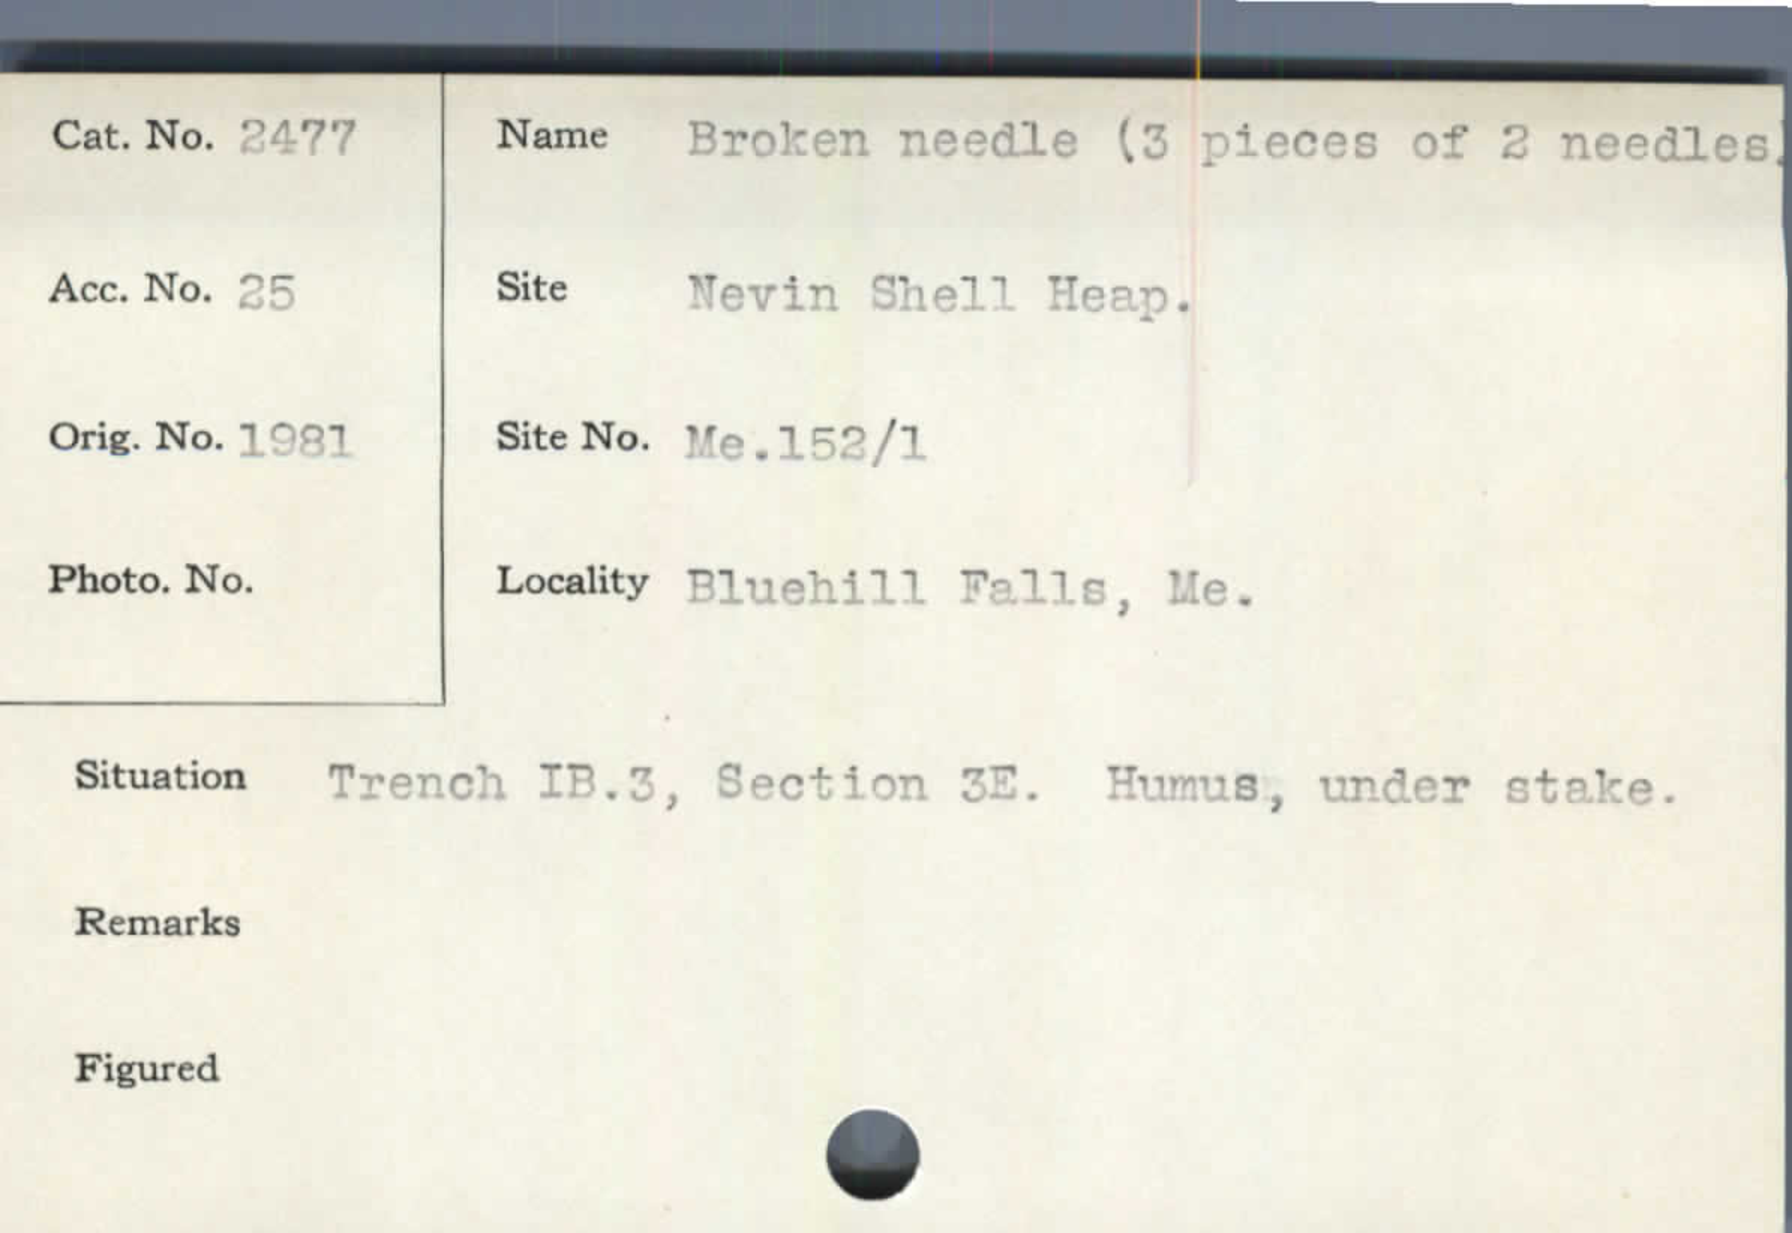 Cat. No. 2477 Name Broken needle (3 pieces of 2 needles
Acc. No. 25 Site Nevin Shell Heap.
Orig. No. 1981 Site No. Me.152/1
Photo. No. Locality Bluehill Falls, Me.
Situation Trench IB.3, Section 3E. Humus, under stake.
Remarks
Figured